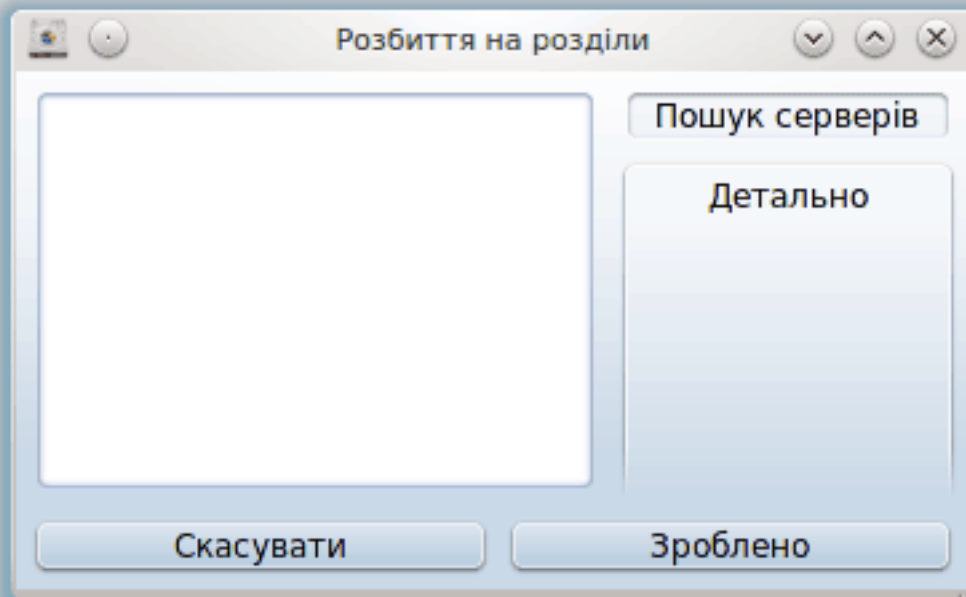 Розбиття на розділи
Пошук серверів
Детально
Скасувати
Зроблено